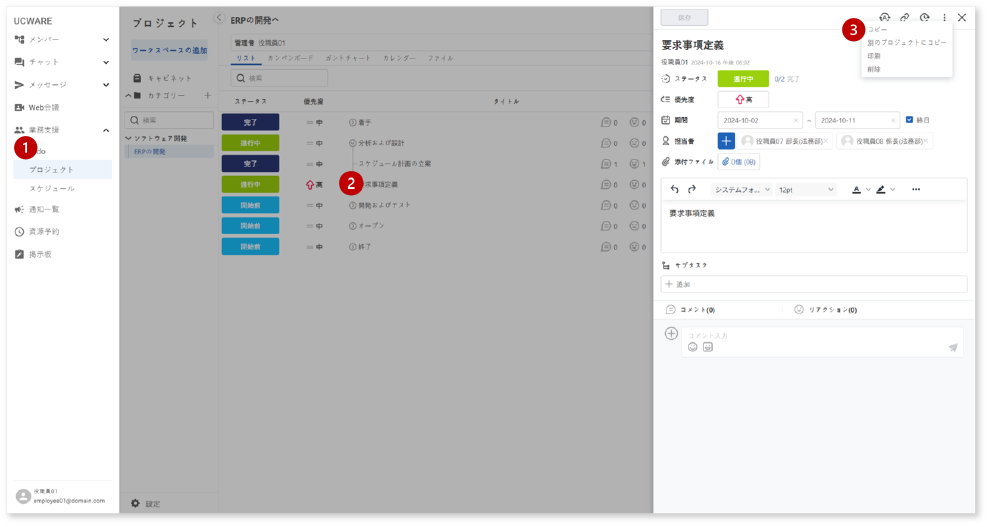 UCWARE
メンバー
チャット
メッセージ
Web会議
業務支援
1
プロジェクト
スケジュール
通知一覧
資源予約
掲示板
役職員01
employee01@domain.com
プロジェクト
ワークスペースの追加
キャビネット
カテゴリー
検索
ソフトウェア開発
ERPの開発
設定
ERPの開発へ
管理者 役職員01
リスト カンバンボード ガントチャート カレンダー ファイル
検索
ステータス 優先度 タイトル
完了 中 着手 0 0
進行中 中 分析および設計 0 0
完了 中 スケジュール計画の立案 1 1
進行中 高 2 求事項定義 0 0
開始前 中 開発およびテスト 0 0
開始前 中 オープン 0 0
開始前 中 終了 0 0
保存
3
コピー
別のプロジェクトにコピー
印刷
削除
要求事項定義
役職員01 2024-10-16 午後 06:02
ステータス 進行中 0/2 完了
優先度 高
期間 2024-10-02 ~ 2024-10-11 終日
担当者 役職員07 部長(法務部) 役職員08 係長(法務部)
添付ファイル 0個 (0B)
システムフォ... 12pt
要求事項定義
サブタスク
追加
コメント(0) リアクション(0)
コメント入力